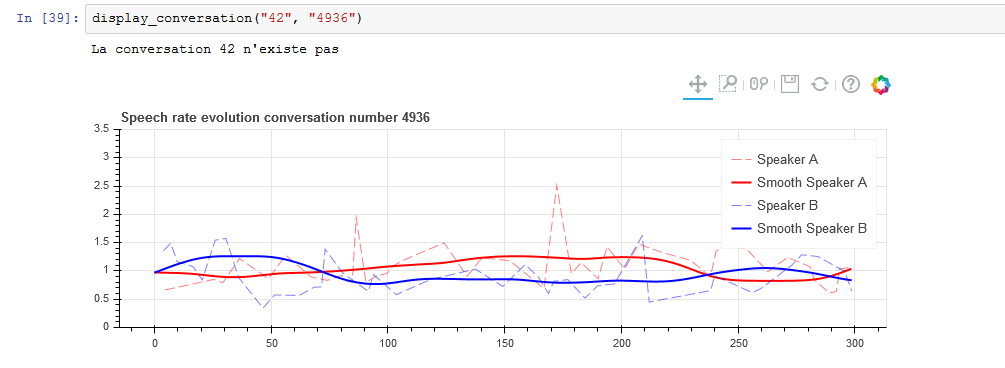 In [39]: display_conversation("42", "4936")
La conversation 42 n'existe pas
Speech rate evolution conversation number 4936
3.5
3
2.5
2
1.5
1
0.5
0
Speaker A
Smooth Speaker A
Speaker B
Smooth Speaker B
0 50 100 150 200 250 300